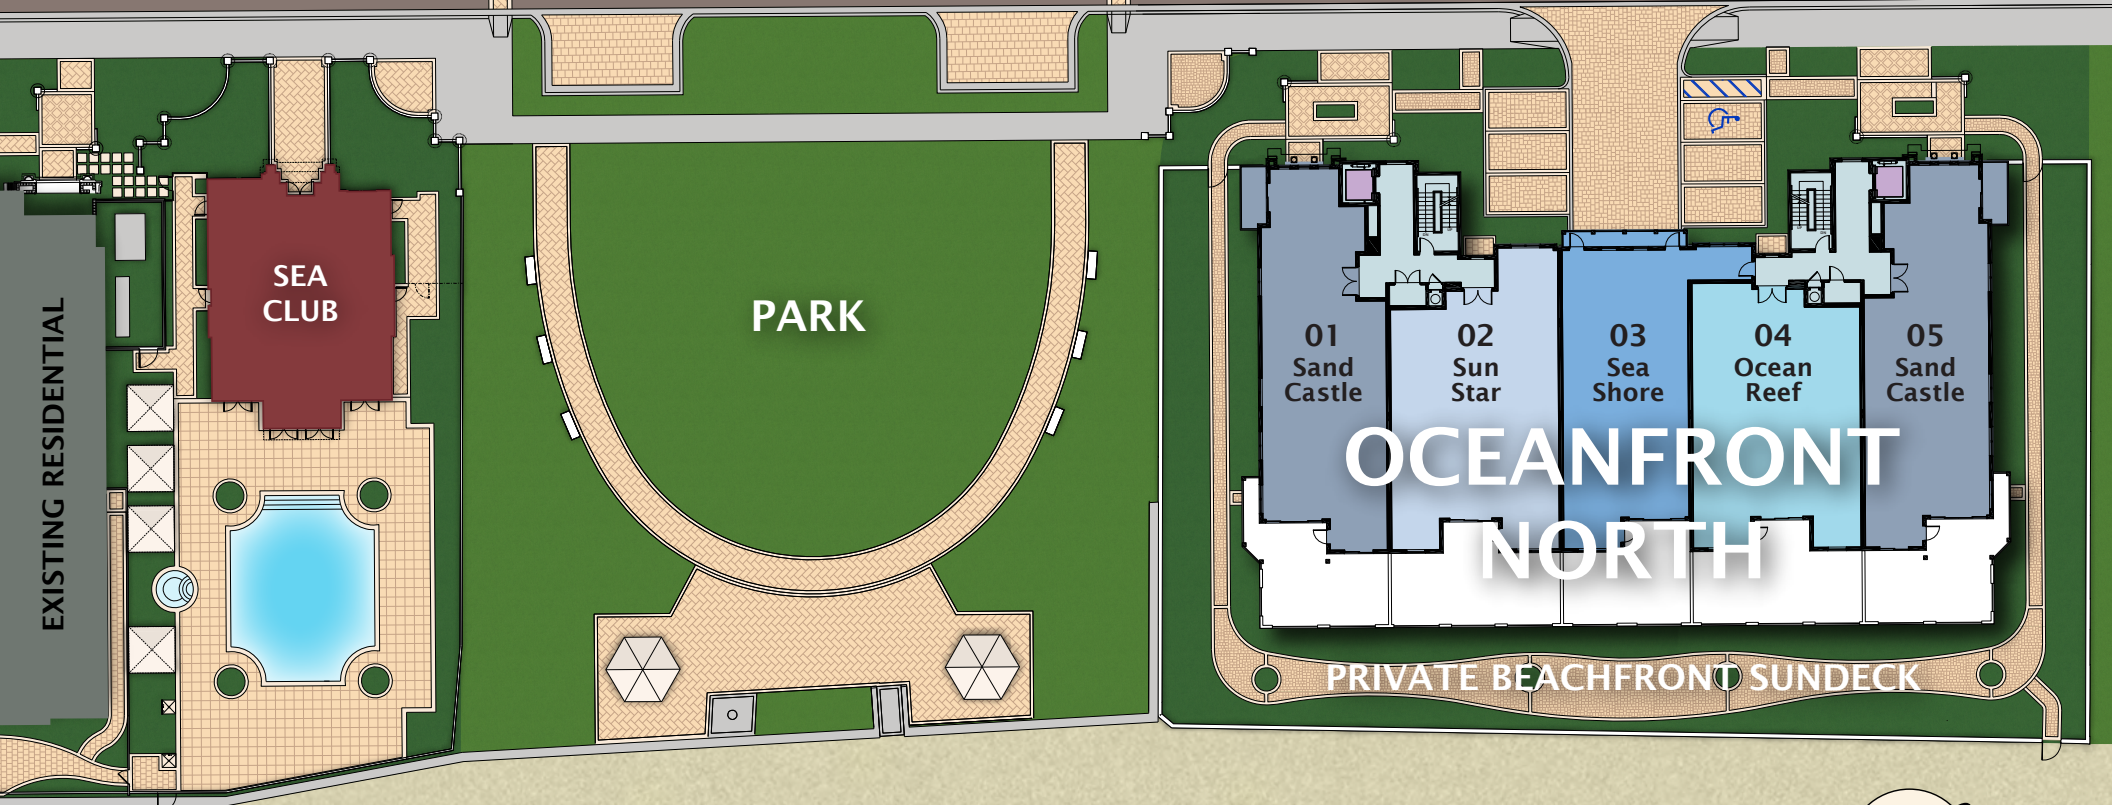 SEA
CLUB
EXISTING RESIDENTIAL
PARK
01
Sand
Castle
02
Sun
Star
03
Sea
Shore
04
Ocean
Reef
05
Sand
Castle
OCEANFRONT
NORTH
PRIVATE BEACHFRONT SUNDECK